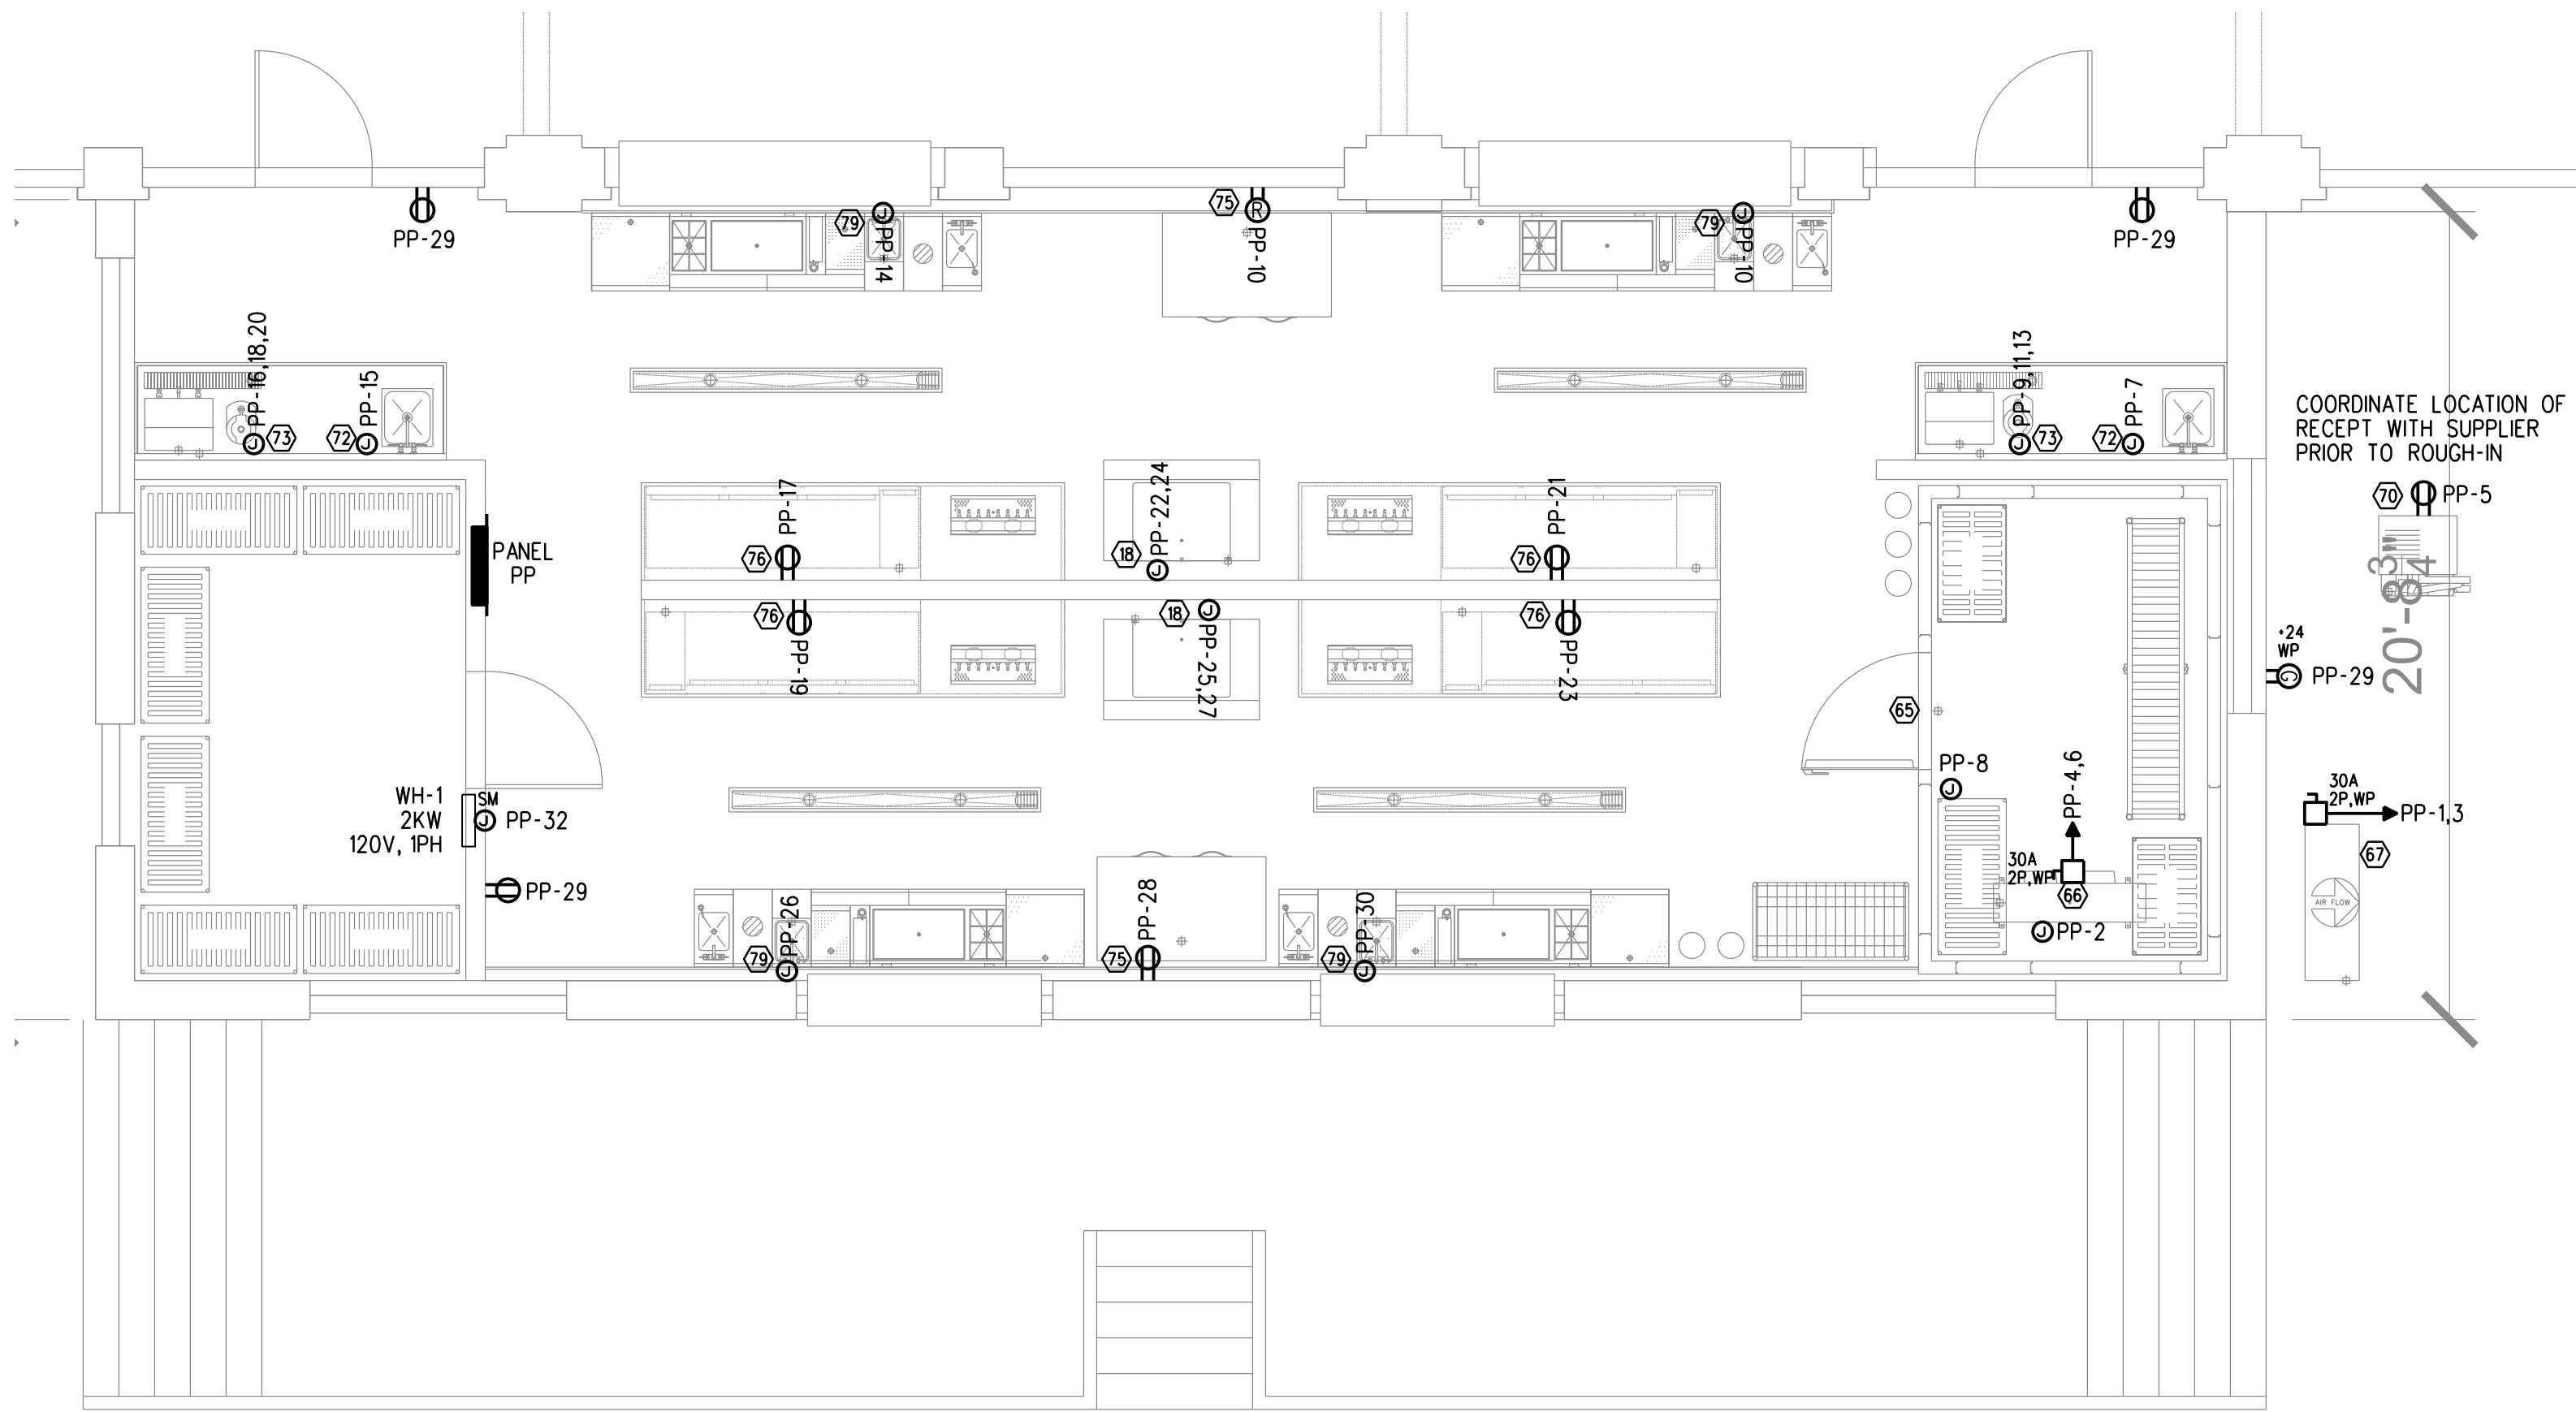 75
79
PP-14
PP-10
79
PP-10
PP-29
PP-29
PP-16,18,20
PP-15
73
72
PP-9,11,13
PP-7
73
72
COORDINATE LOCATION OF
RECEPT WITH SUPPLIER
PRIOR TO ROUGH-IN
70
PP-5
PANEL
PP
PP-17
76
PP-22,24
18
PP-21
76
76
PP-19
18
PP-25,27
76
PP-23
+24
WP
PP-29
65
WH-1
2KW
120V, 1PH
SM
PP-32
PP-29
PP-8
PP-4,6
30A
2P,WP
66
PP-2
30A
2P,WP
PP-1,3
67
AIR FLOW
PP-26
79
PP-28
75
PP-30
79